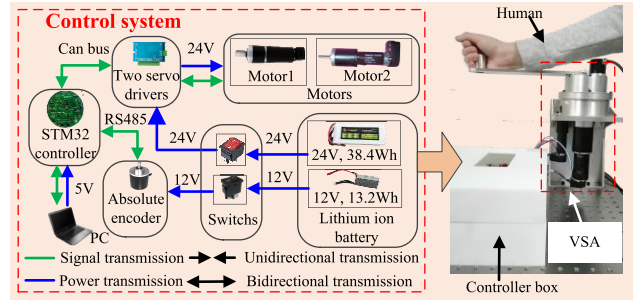 Control system
Can bus
24V
Two servo
drivers
Motor1
Motor2
Motors
RS485
STM32
controller
24V
24V
24V, 38.4Wh
5V
12V
12V
12V, 13.2Wh
Absolute
encoder
Switchs
Lithium ion
battery
PC
Signal transmission
Unidirectional transmission
Power transmission
Bidirectional transmission
Human
VSA
Controller box